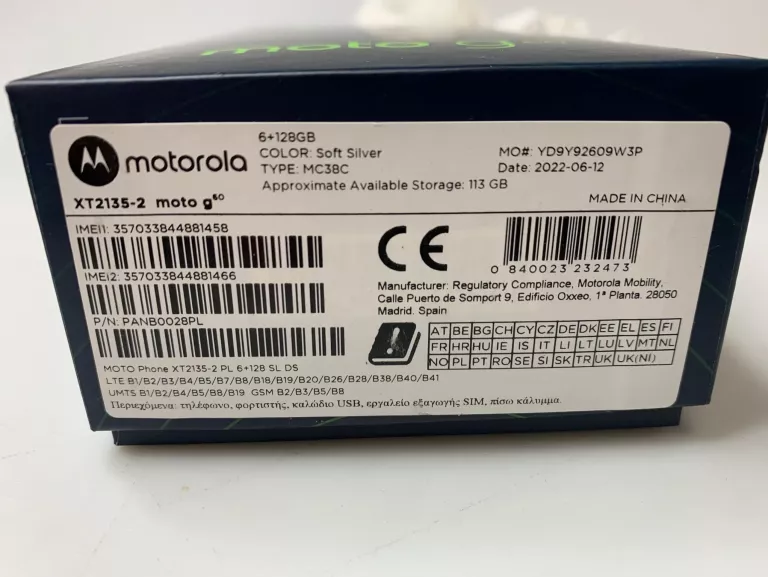 moto g
motorola
6+128GB
COLOR: Soft Silver
TYPE: MC38C
Approximate Available Storage: 113 GB
MO#: YD9Y92609W3P
Date: 2022-06-12
XT2135-2 moto g⁶⁰
MADE IN CHINA
IMEI1: 357033844881458
IMEI2: 357033844881466
P/N: PANB0028PL
CE
0 840023 232473
Manufacturer: Regulatory Compliance, Motorola Mobility,
Calle Puerto de Somport 9, Edificio Oxxeo, 1ª Planta. 28050
Madrid. Spain
AT BE BG CH CY CZ DE DK EE EL ES FI
FR HR HU IE IS IT LI LT LU LV MT NL
NO PL PT RO SE SI SK TR UK UK(NI)
MOTO Phone XT2135-2 PL 6+128 SL DS
LTE B1/B2/B3/B4/B5/B7/B8/B18/B19/B20/B26/B28/B38/B40/B41
UMTS B1/B2/B4/B5/B8/B19 GSM B2/B3/B5/B8
Περιεχόμενα: τηλέφωνο, φορτιστής, καλώδιο USB, εργαλείο εξαγωγής SIM, πίσω κάλυμμα.